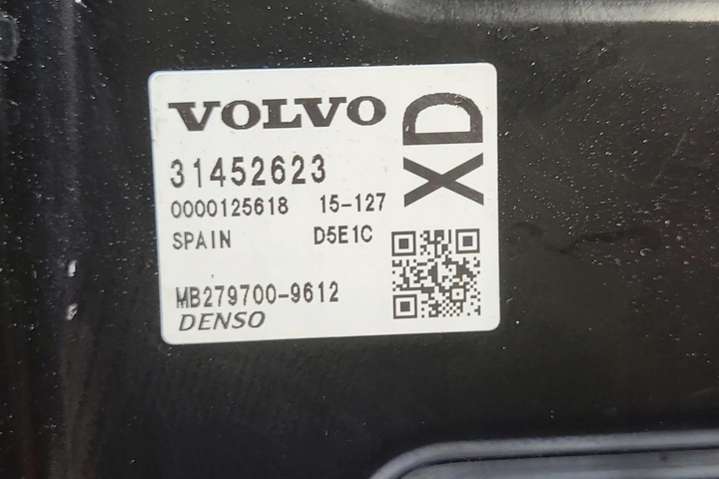 VOLVO
31452623
0000125618 15-127
SPAIN D5E1C
MB279700-9612
DENSO
XD